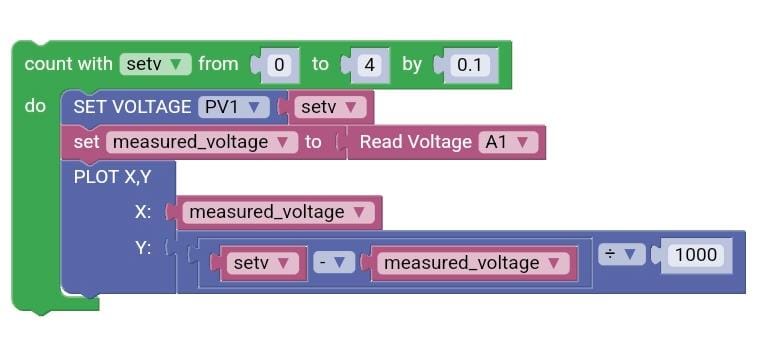 count with setv ▼ from 0 to 4 by 0.1
do SET VOLTAGE PV1 ▼ setv ▼
set measured_voltage ▼ to Read Voltage A1 ▼
PLOT X,Y
X: measured_voltage ▼
Y: setv ▼ - ▼ measured_voltage ▼ ÷ ▼ 1000